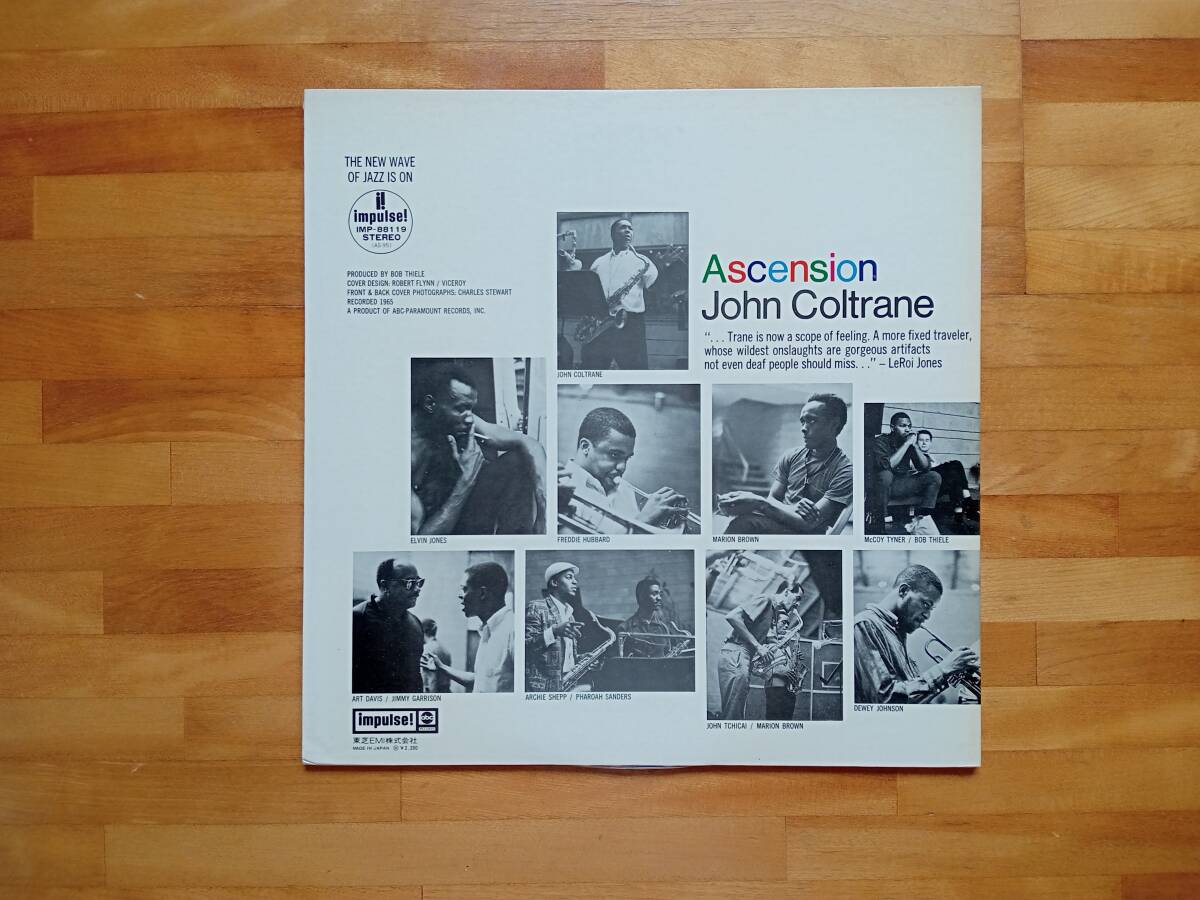 THE NEW WAVE
OF JAZZ IS ON
i!
impulse!
IMP-88119
STEREO
(AS-95)
PRODUCED BY BOB THIELE
COVER DESIGN: ROBERT FLYNN / VICEROY
FRONT & BACK COVER PHOTOGRAPHS: CHARLES STEWART
RECORDED 1965
A PRODUCT OF ABC-PARAMOUNT RECORDS, INC.
Ascension
John Coltrane
“. . . Trane is now a scope of feeling. A more fixed traveler,
whose wildest onslaughts are gorgeous artifacts
not even deaf people should miss. . .” – LeRoi Jones
JOHN COLTRANE
ELVIN JONES
FREDDIE HUBBARD
MARION BROWN
McCOY TYNER / BOB THIELE
ART DAVIS / JIMMY GARRISON
ARCHIE SHEPP / PHAROAH SANDERS
JOHN TCHICAI / MARION BROWN
DEWEY JOHNSON
impulse! abc
東芝EMI株式会社
MADE IN JAPAN